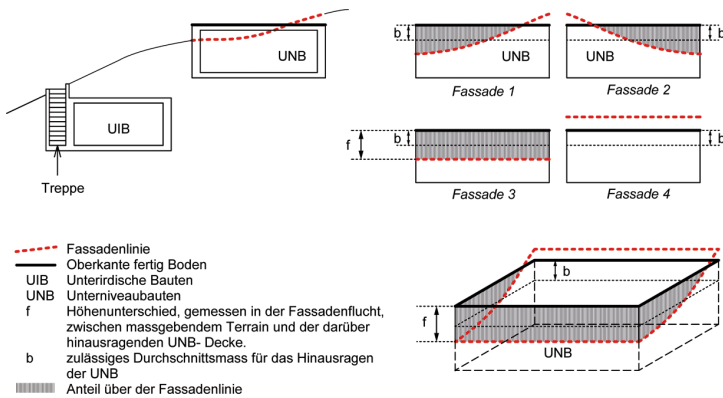 UNB
UIB
Treppe
b
UNB
b
Fassade 1
UNB
b
Fassade 2
f
b
Fassade 3
b
Fassade 4
Fassadenlinie
Oberkante fertig Boden
UIB Unterirdische Bauten
UNB Unterniveaubauten
f Höhenunterschied, gemessen in der Fassadenflucht,
zwischen massgebendem Terrain und der darüber
hinausragenden UNB- Decke.
b zulässiges Durchschnittsmass für das Hinausragen
der UNB
Anteil über der Fassadenlinie
b
f
UNB